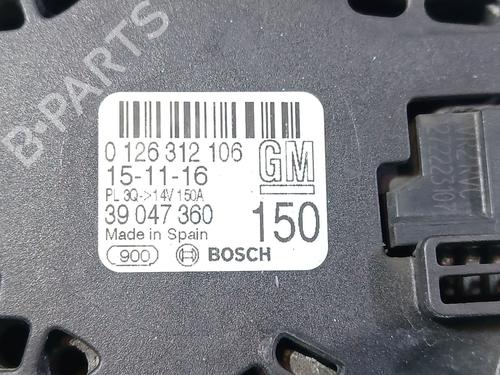 0 126 312 106
GM
15-11-16
PL 3Q->14V 150A
39 047 360
150
Made in Spain
900
BOSCH
B-PARTS